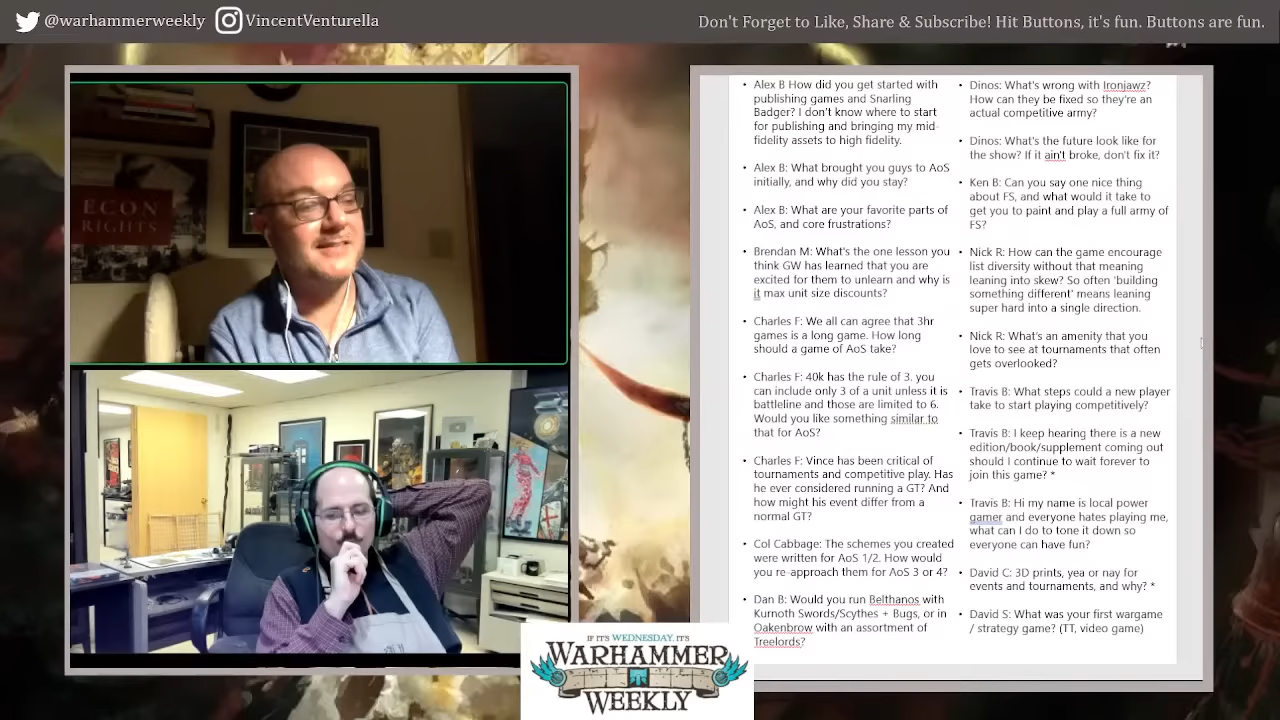 @warhammerweekly VincentVenturella
Don't Forget to Like, Share & Subscribe! Hit Buttons, it's fun. Buttons are fun.
ECON
RIGHTS
• Alex B How did you get started with
publishing games and Snarling
Badger? I don't know where to start
for publishing and bringing my mid-
fidelity assets to high fidelity.
• Alex B: What brought you guys to AoS
initially, and why did you stay?
• Alex B: What are your favorite parts of
AoS, and core frustrations?
• Brendan M: What's the one lesson you
think GW has learned that you are
excited for them to unlearn and why is
it max unit size discounts?
• Charles F: We all can agree that 3hr
games is a long game. How long
should a game of AoS take?
• Charles F: 40k has the rule of 3. you
can include only 3 of a unit unless it is
battleline and those are limited to 6.
Would you like something similar to
that for AoS?
• Charles F: Vince has been critical of
tournaments and competitive play. Has
he ever considered running a GT? And
how might his event differ from a
normal GT?
• Col Cabbage: The schemes you created
were written for AoS 1/2. How would
you re-approach them for AoS 3 or 4?
• Dan B: Would you run Belthanos with
Kurnoth Swords/Scythes + Bugs, or in
Oakenbrow with an assortment of
Treelords?
• Dinos: What's wrong with Ironjawz?
How can they be fixed so they're an
actual competitive army?
• Dinos: What's the future look like for
the show? If it ain't broke, don't fix it?
• Ken B: Can you say one nice thing
about FS, and what would it take to
get you to paint and play a full army of
FS?
• Nick R: How can the game encourage
list diversity without that meaning
leaning into skew? So often 'building
something different' means leaning
super hard into a single direction.
• Nick R: What's an amenity that you
love to see at tournaments that often
gets overlooked?
• Travis B: What steps could a new player
take to start playing competitively?
• Travis B: I keep hearing there is a new
edition/book/supplement coming out
should I continue to wait forever to
join this game? *
• Travis B: Hi my name is local power
gamer and everyone hates playing me,
what can I do to tone it down so
everyone can have fun?
• David C: 3D prints, yea or nay for
events and tournaments, and why? *
• David S: What was your first wargame
/ strategy game? (TT, video game)
IF IT'S WEDNESDAY, IT'S
WARHAMMER
WEEKLY